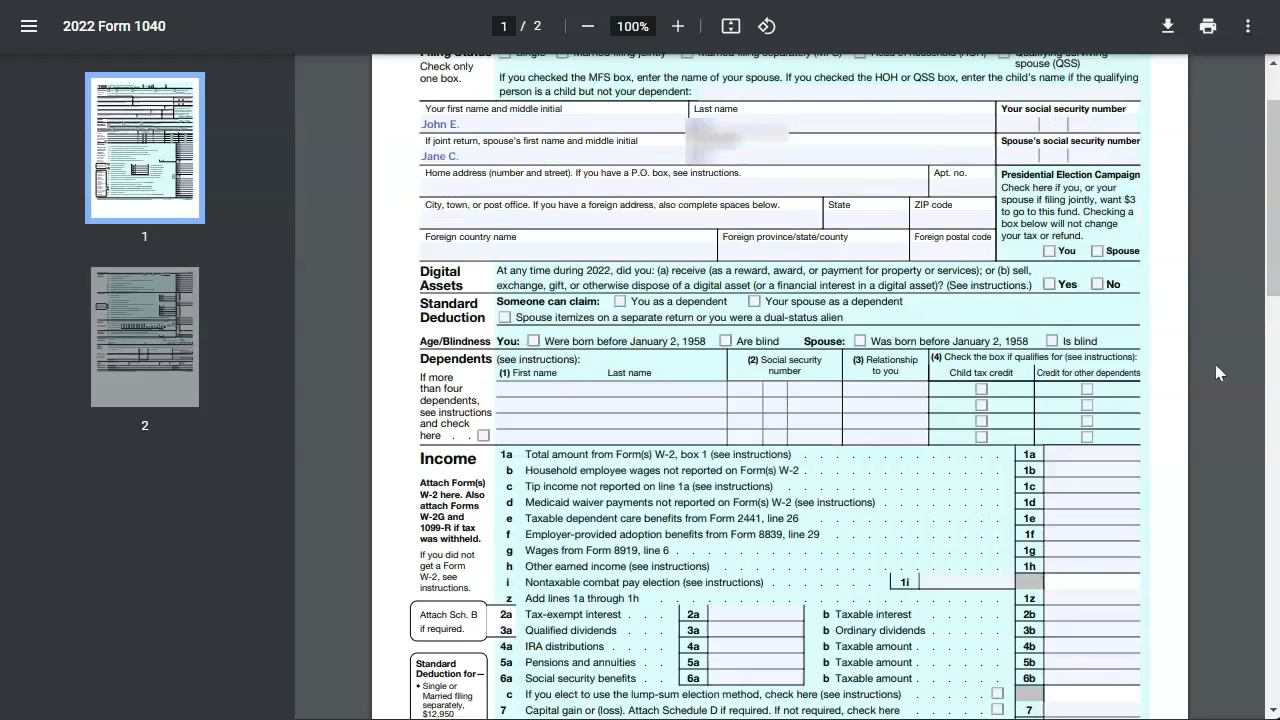 2022 Form 1040
1 / 2
100%
1
2
Filing Status
Single Married filing jointly Married filing separately (MFS) Head of household (HOH) Qualifying surviving
spouse (QSS)
Check only
one box.
If you checked the MFS box, enter the name of your spouse. If you checked the HOH or QSS box, enter the child's name if the qualifying
person is a child but not your dependent:
Your first name and middle initial Last name Your social security number
John E.
If joint return, spouse's first name and middle initial Last name Spouse's social security number
Jane C.
Home address (number and street). If you have a P.O. box, see instructions. Apt. no.
City, town, or post office. If you have a foreign address, also complete spaces below. State ZIP code
Foreign country name Foreign province/state/county Foreign postal code
Presidential Election Campaign
Check here if you, or your
spouse if filing jointly, want $3
to go to this fund. Checking a
box below will not change
your tax or refund.
You Spouse
Digital
Assets
At any time during 2022, did you: (a) receive (as a reward, award, or payment for property or services); or (b) sell,
exchange, gift, or otherwise dispose of a digital asset (or a financial interest in a digital asset)? (See instructions.) Yes No
Standard
Deduction
Someone can claim: You as a dependent Your spouse as a dependent
Spouse itemizes on a separate return or you were a dual-status alien
Age/Blindness You: Were born before January 2, 1958 Are blind Spouse: Was born before January 2, 1958 Is blind
Dependents (see instructions):
(1) First name Last name
(2) Social security
number
(3) Relationship
to you
(4) Check the box if qualifies for (see instructions):
Child tax credit Credit for other dependents
If more
than four
dependents,
see instructions
and check
here . .
Income
Attach Form(s)
W-2 here. Also
attach Forms
W-2G and
1099-R if tax
was withheld.
If you did not
get a Form
W-2, see
instructions.
1a Total amount from Form(s) W-2, box 1 (see instructions) 1a
b Household employee wages not reported on Form(s) W-2 1b
c Tip income not reported on line 1a (see instructions) 1c
d Medicaid waiver payments not reported on Form(s) W-2 (see instructions) 1d
e Taxable dependent care benefits from Form 2441, line 26 1e
f Employer-provided adoption benefits from Form 8839, line 29 1f
g Wages from Form 8919, line 6 1g
h Other earned income (see instructions) 1h
i Nontaxable combat pay election (see instructions) 1i
z Add lines 1a through 1h 1z
Attach Sch. B
if required.
2a Tax-exempt interest 2a b Taxable interest 2b
3a Qualified dividends 3a b Ordinary dividends 3b
4a IRA distributions 4a b Taxable amount 4b
5a Pensions and annuities 5a b Taxable amount 5b
6a Social security benefits 6a b Taxable amount 6b
c If you elect to use the lump-sum election method, check here (see instructions)
7 Capital gain or (loss). Attach Schedule D if required. If not required, check here 7
Standard
Deduction for—
• Single or
Married filing
separately,
$12,950